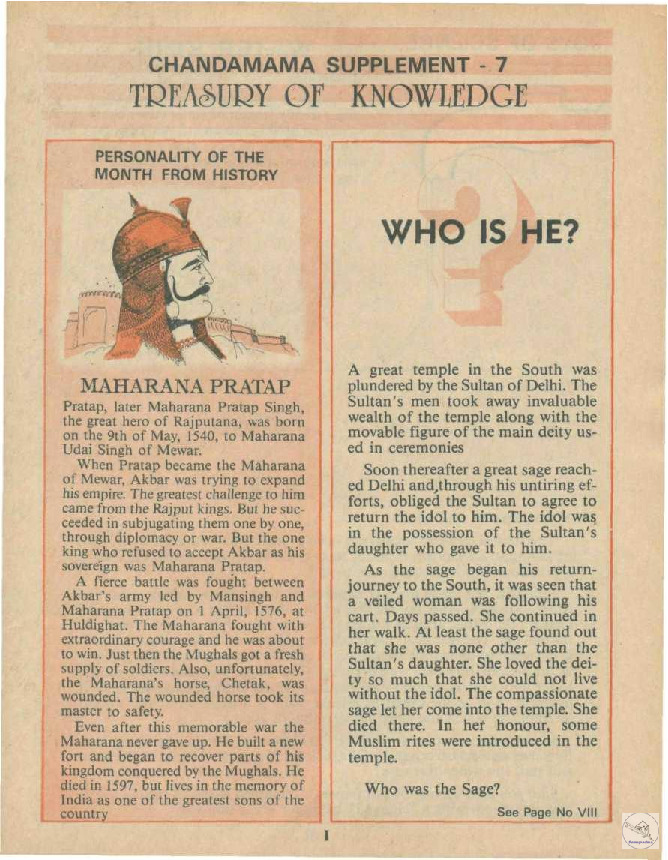 CHANDAMAMA SUPPLEMENT - 7
TREASURY OF KNOWLEDGE
PERSONALITY OF THE
MONTH FROM HISTORY
MAHARANA PRATAP
Pratap, later Maharana Pratap Singh,
the great hero of Rajputana, was born
on the 9th of May, 1540, to Maharana
Udai Singh of Mewar.
When Pratap became the Maharana
of Mewar, Akbar was trying to expand
his empire. The greatest challenge to him
came from the Rajput kings. But he suc-
ceeded in subjugating them one by one,
through diplomacy or war. But the one
king who refused to accept Akbar as his
sovereign was Maharana Pratap.
A fierce battle was fought between
Akbar's army led by Mansingh and
Maharana Pratap on 1 April, 1576, at
Huldighat. The Maharana fought with
extraordinary courage and he was about
to win. Just then the Mughals got a fresh
supply of soldiers. Also, unfortunately,
the Maharana's horse, Chetak, was
wounded. The wounded horse took its
master to safety.
Even after this memorable war the
Maharana never gave up. He built a new
fort and began to recover parts of his
kingdom conquered by the Mughals. He
died in 1597, but lives in the memory of
India as one of the greatest sons of the
country
?
WHO IS HE?
A great temple in the South was
plundered by the Sultan of Delhi. The
Sultan's men took away invaluable
wealth of the temple along with the
movable figure of the main deity us-
ed in ceremonies
Soon thereafter a great sage reach-
ed Delhi and,through his untiring ef-
forts, obliged the Sultan to agree to
return the idol to him. The idol was
in the possession of the Sultan's
daughter who gave it to him.
As the sage began his return-
journey to the South, it was seen that
a veiled woman was following his
cart. Days passed. She continued in
her walk. At least the sage found out
that she was none other than the
Sultan's daughter. She loved the dei-
ty so much that she could not live
without the idol. The compassionate
sage let her come into the temple. She
died there. In her honour, some
Muslim rites were introduced in the
temple.
Who was the Sage?
See Page No VIII
I